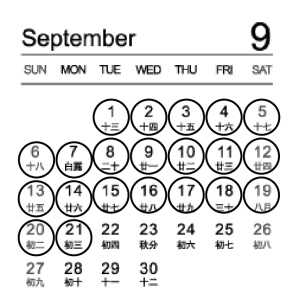 September 9
SUN MON TUE WED THU FRI SAT
1 2 3 4 5
十三 十四 十五 十六 十七
6 7 8 9 10 11 12
十八 白露 二十 廿一 廿二 廿三 廿四
13 14 15 16 17 18 19
廿五 廿六 廿七 廿八 廿九 三十 八月
20 21 22 23 24 25 26
初二 初三 初四 秋分 初六 初七 初八
27 28 29 30
初九 初十 十一 十二